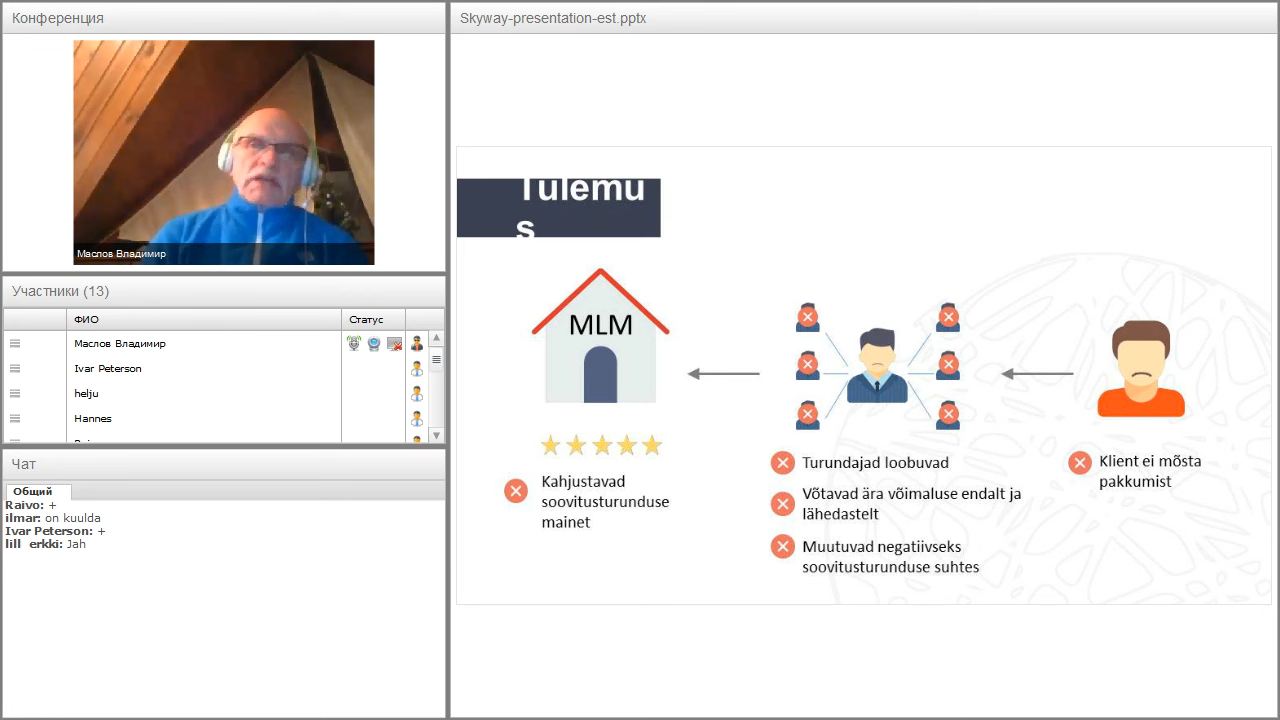 Конференция
Маслов Владимир
Участники (13)
ФИО
Статус
Маслов Владимир
Ivar Peterson
helju
Hannes
Чат
Общий
Raivo: +
ilmar: on kuulda
Ivar Peterson: +
lill_erkki: Jah
Skyway-presentation-est.pptx
Tulemu
s
MLM
Kahjustavad
soovitusturunduse
mainet
Turundajad loobuvad
Võtavad ära võimaluse endalt ja
lähedastelt
Muutuvad negatiivseks
soovitusturunduse suhtes
Klient ei mõsta
pakkumist